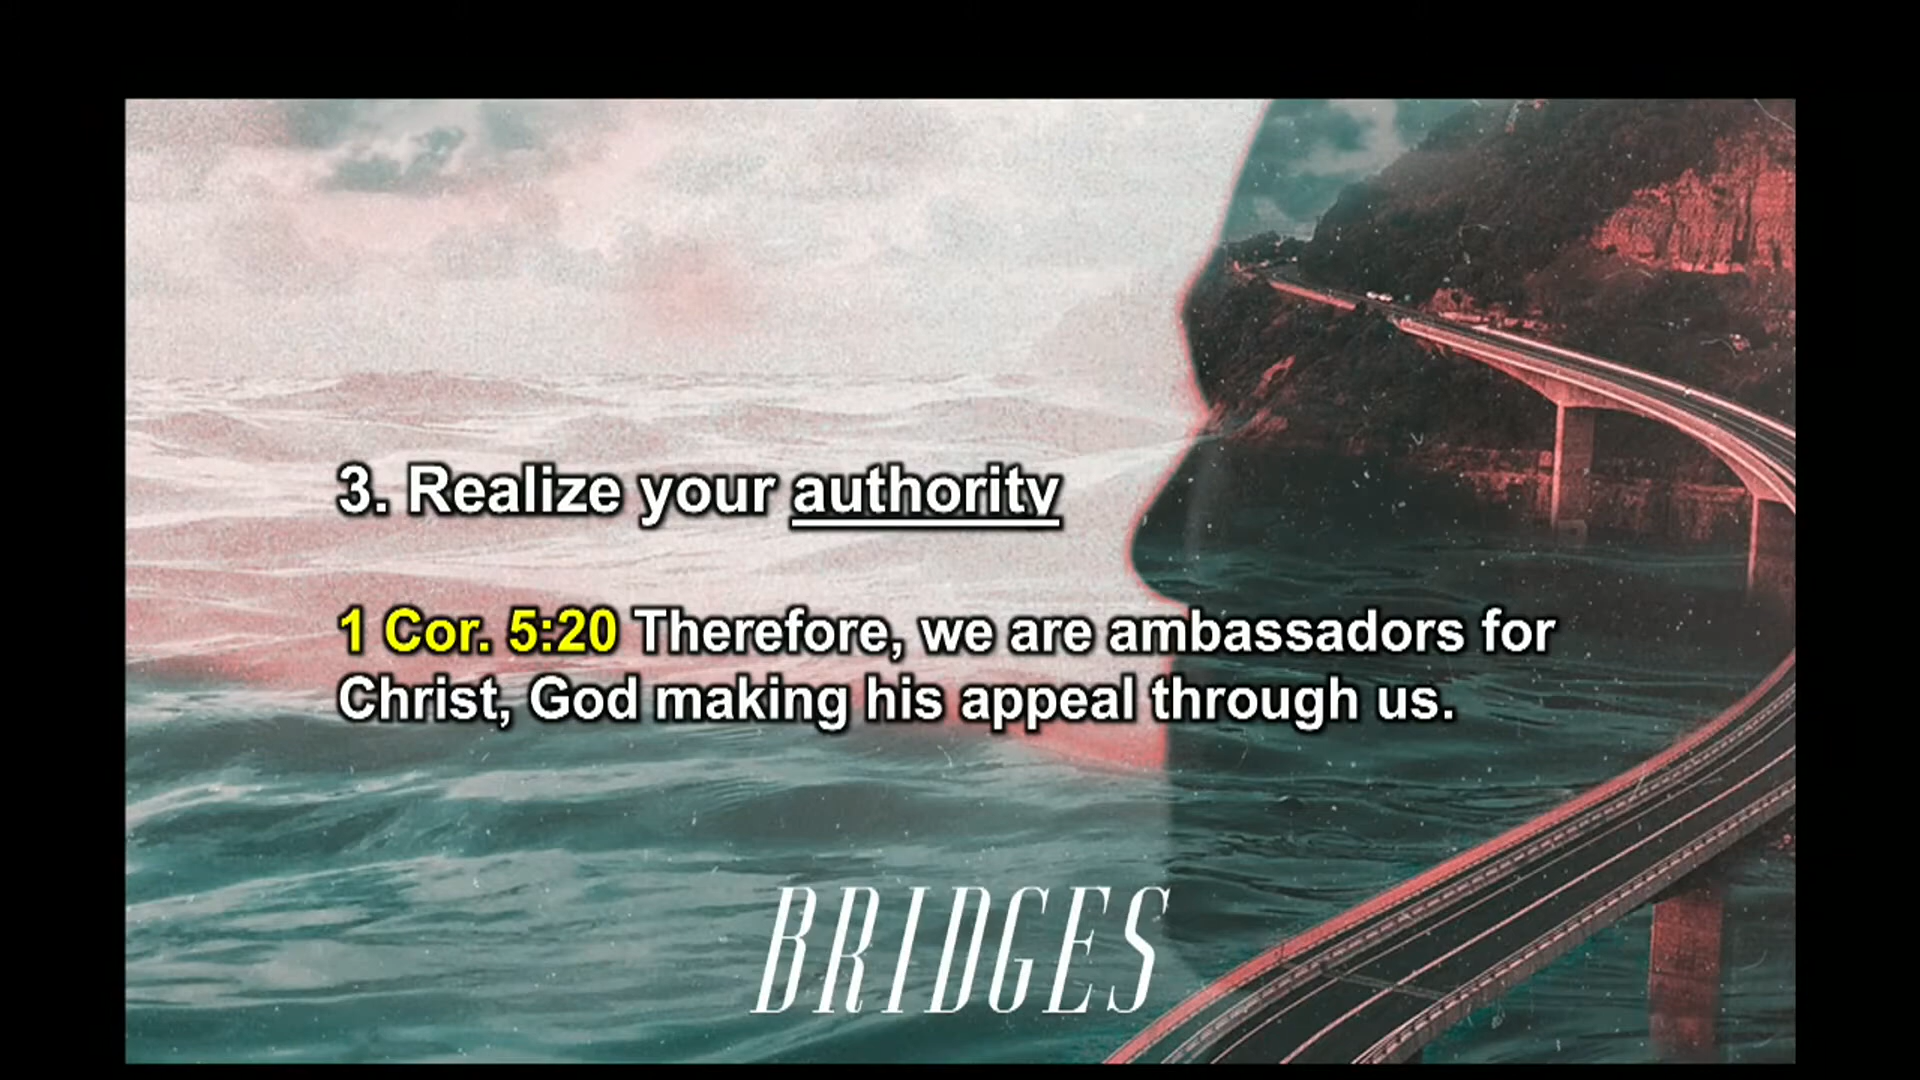 3. Realize your authority
1 Cor. 5:20 Therefore, we are ambassadors for
Christ, God making his appeal through us.
BRIDGES